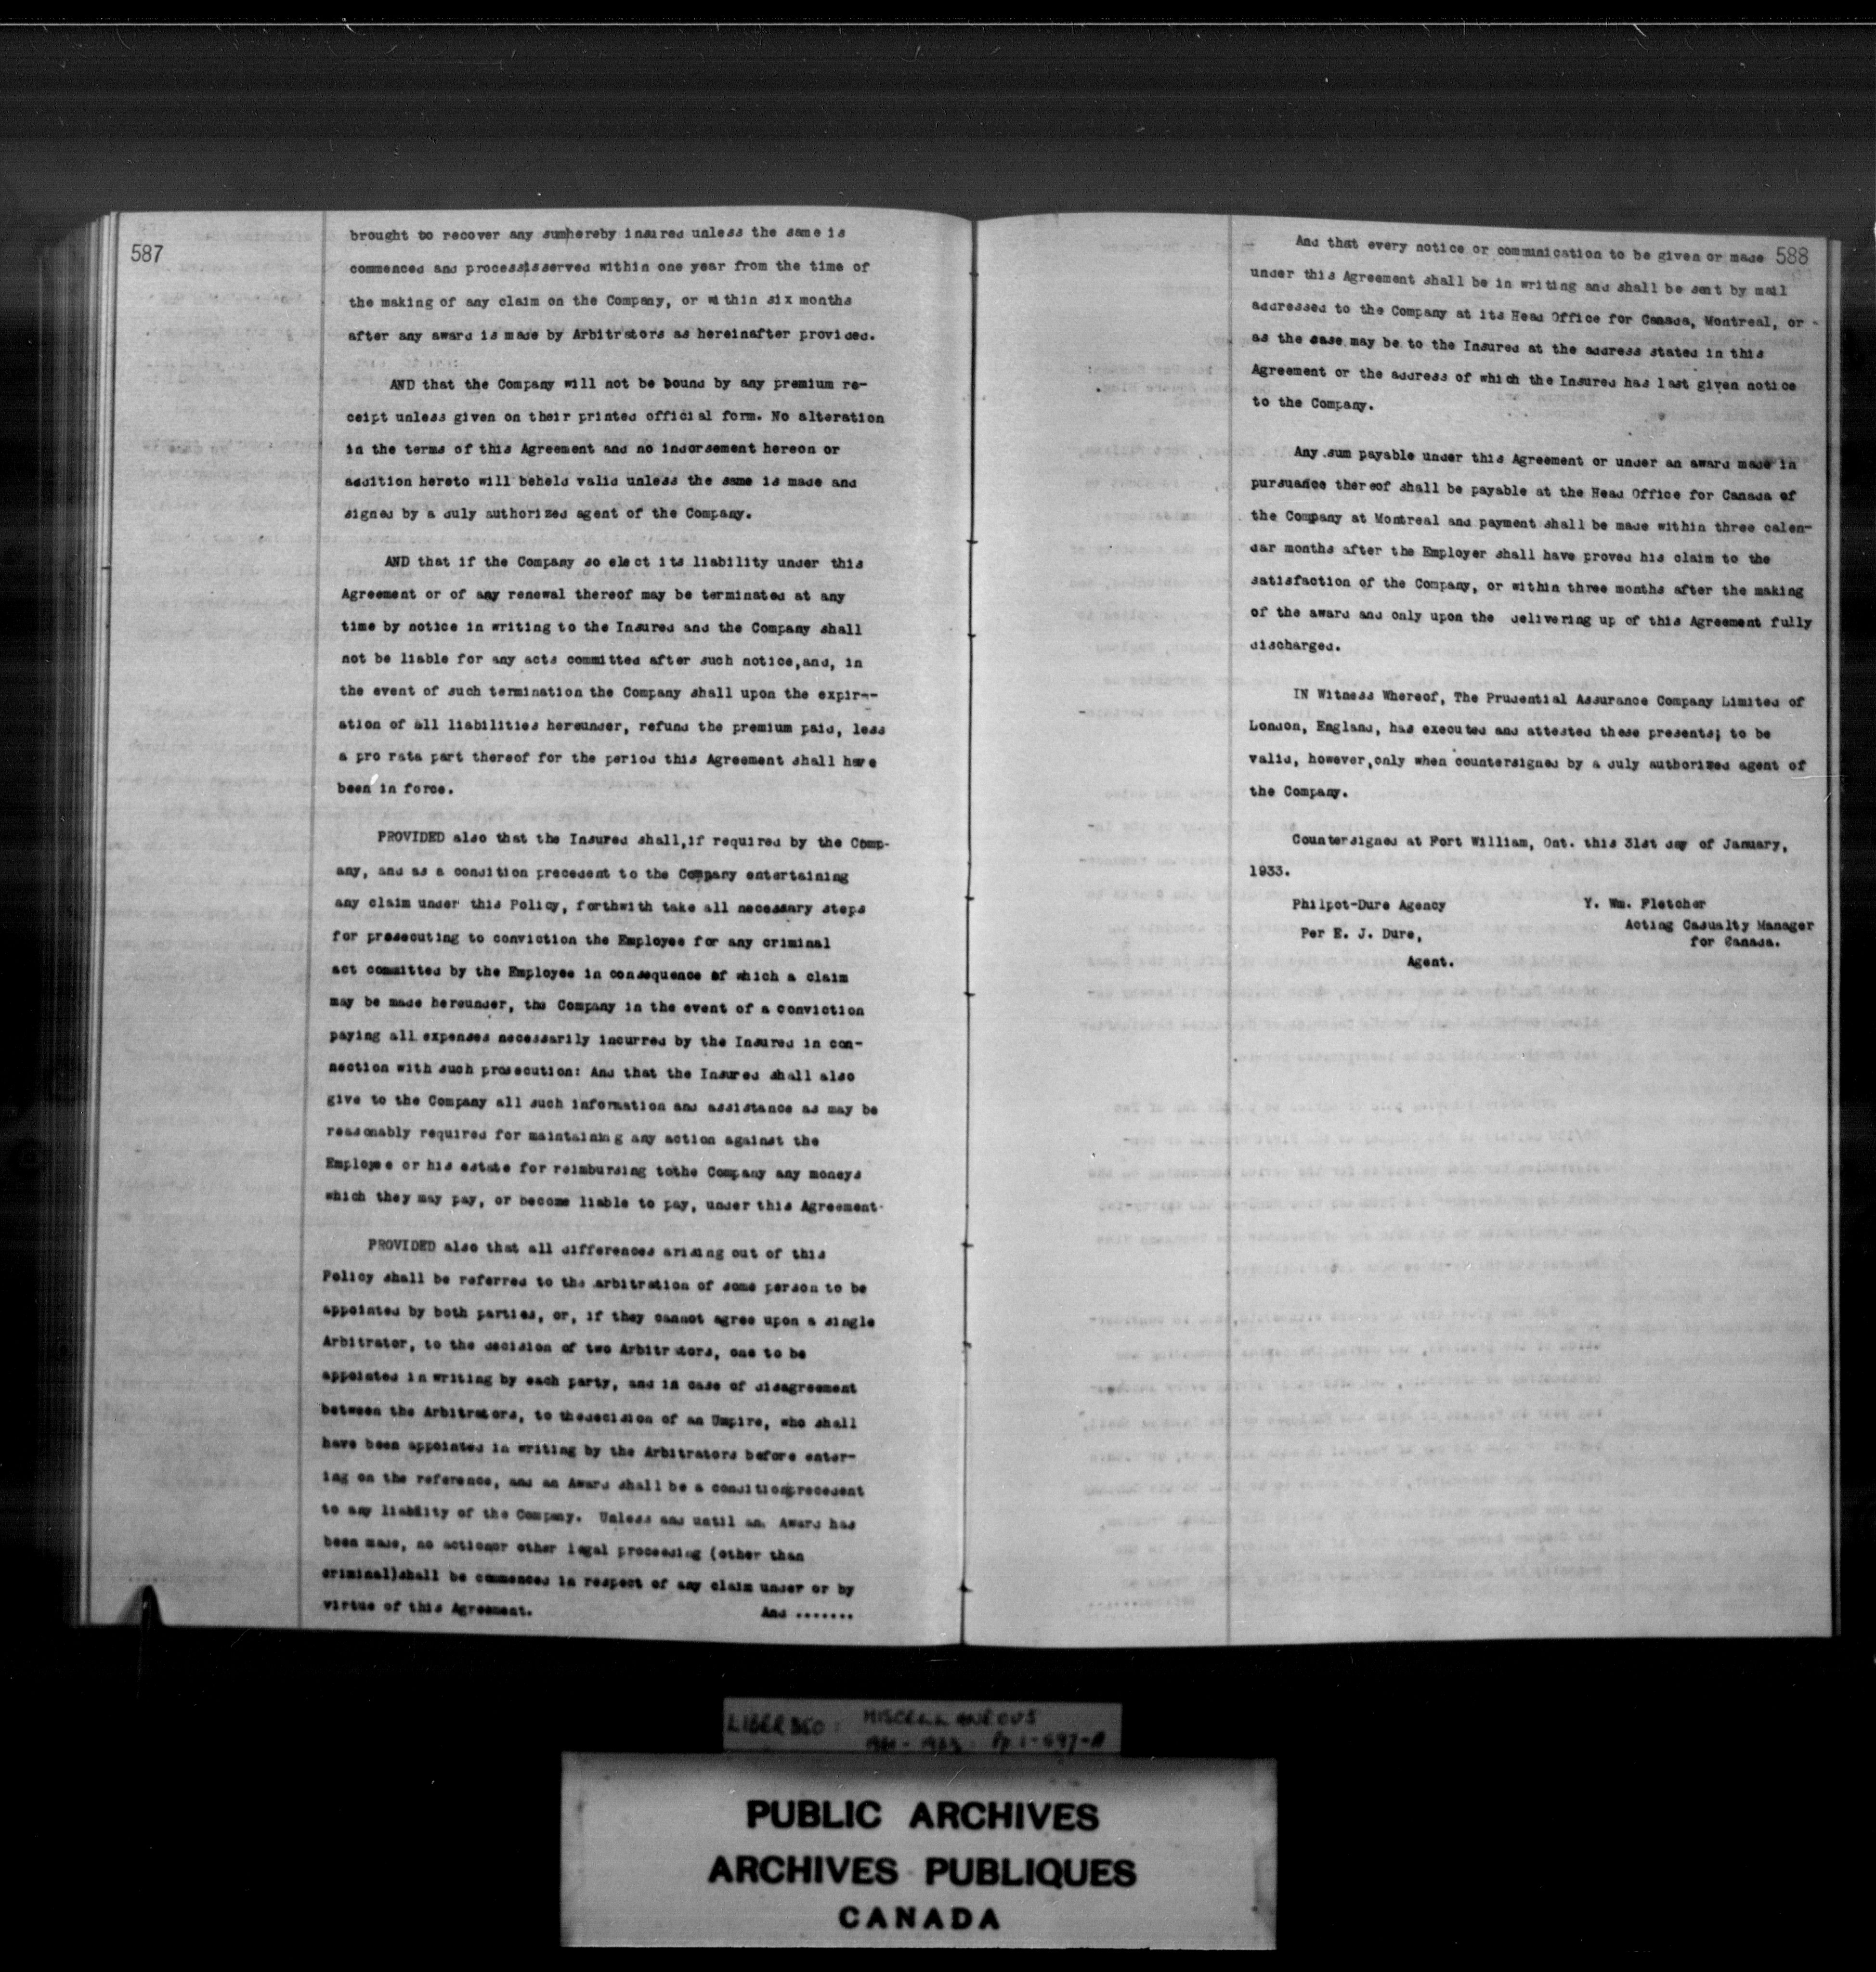 587
brought to recover any sum hereby insured unless the same is
commenced and process is served within one year from the time of
the making of any claim on the Company, or within six months
after any award is made by Arbitrators as hereinafter provided.
AND that the Company will not be bound by any premium re-
ceipt unless given on their printed official form. No alteration
in the terms of this Agreement and no indorsement hereon or
addition hereto will beheld valid unless the same is made and
signed by a duly authorized agent of the Company.
AND that if the Company so elect its liability under this
Agreement or of any renewal thereof may be terminated at any
time by notice in writing to the Insured and the Company shall
not be liable for any acts committed after such notice,and, in
the event of such termination the Company shall upon the expir--
ation of all liabilities hereunder, refund the premium paid, less
a pro rata part thereof for the period this Agreement shall have
been in force.
PROVIDED also that the Insured shall,if required by the Comp-
any, and as a condition precedent to the Company entertaining
any claim under this Policy, forthwith take all necessary steps
for prosecuting to conviction the Employee for any criminal
act committed by the Employee in consequence of which a claim
may be made hereunder, the Company in the event of a conviction
paying all expenses necessarily incurred by the Insured in con-
nection with such prosecution: And that the Insured shall also
give to the Company all such information and assistance as may be
reasonably required for maintaining any action against the
Employee or his estate for reimbursing tothe Company any moneys
which they may pay, or become liable to pay, under this Agreement.
PROVIDED also that all differences arising out of this
Policy shall be referred to the arbitration of some person to be
appointed by both parties, or, if they cannot agree upon a single
Arbitrator, to the decision of two Arbitrators, one to be
appointed in writing by each party, and in case of disagreement
between the Arbitrators, to thedecision of an Umpire, who shall
have been appointed in writing by the Arbitrators before enter-
ing on the reference, and an Award shall be a conditionprecedent
to any liability of the Company. Unless and until an Award has
been made, no actionor other legal proceeding (other than
criminal)shall be commenced in respect of any claim under or by
virtue of this Agreement. And .......
588
And that every notice or communication to be given or made
under this Agreement shall be in writing and shall be sent by mail
addressed to the Company at its Head Office for Canada, Montreal, or -
as the case may be to the Insured at the address stated in this
Agreement or the address of which the Insured has last given notice
to the Company.
Any sum payable under this Agreement or under an award made in
pursuance thereof shall be payable at the Head Office for Canada of
the Company at Montreal and payment shall be made within three calen-
dar months after the Employer shall have proved his claim to the
satisfaction of the Company, or within three months after the making
of the award and only upon the delivering up of this Agreement fully
discharged.
IN Witness Whereof, The Prudential Assurance Company Limited of
London, England, has executed and attested these presents; to be
valid, however,only when countersigned by a duly authorized agent of
the Company.
Countersigned at Fort William, Ont. this 31st day of January,
1933.
Philpot-Dure Agency Y. Wm. Fletcher
Per E. J. Dure, Acting Casualty Manager
for Canada.
Agent.
LIBER MISCELLANEOUS
Pp 1-697-A
PUBLIC ARCHIVES
ARCHIVES PUBLIQUES
CANADA